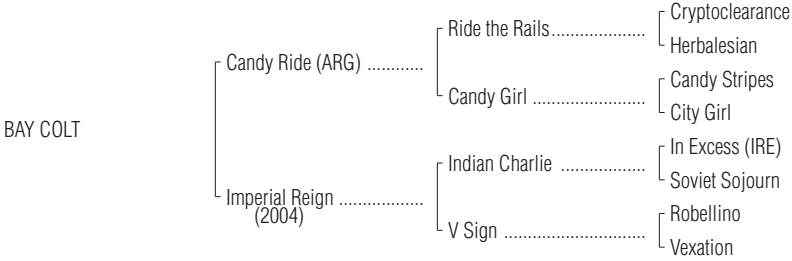 Cryptoclearance
Ride the Rails.....................
Herbalesian
Candy Ride (ARG) ............
Candy Stripes
Candy Girl .........................
City Girl
BAY COLT
In Excess (IRE)
Indian Charlie ...................
Soviet Sojourn
Imperial Reign ..................
(2004)
Robellino
V Sign ...............................
Vexation